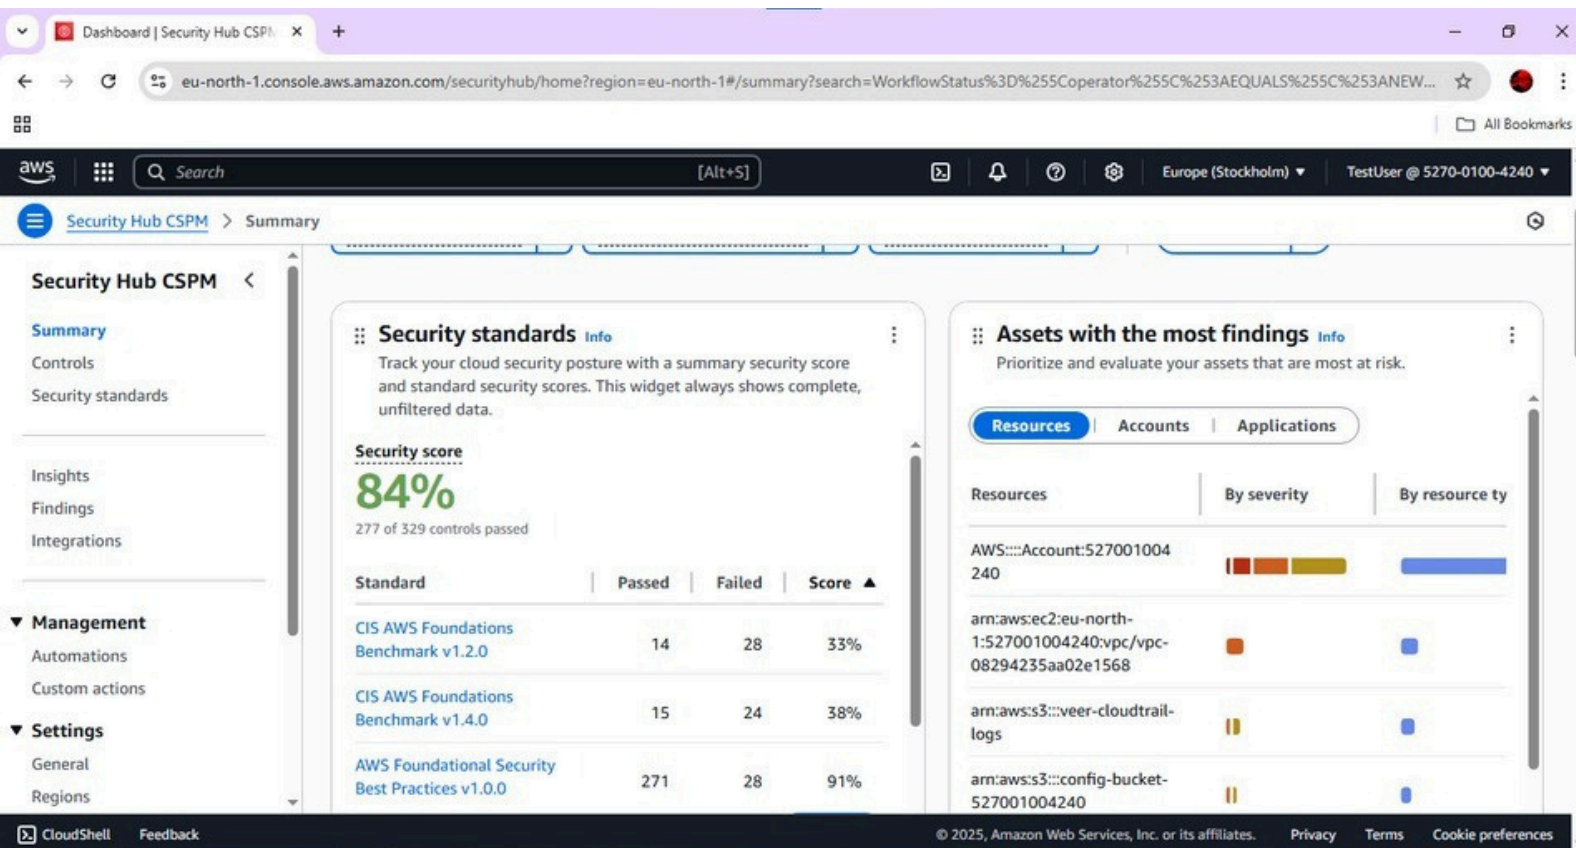 Dashboard | Security Hub CSPM
eu-north-1.console.aws.amazon.com/securityhub/home?region=eu-north-1#/summary?search=WorkflowStatus%3D%255Coperator%255C%253AEQUALS%255C%253ANEW...
All Bookmarks
aws
Search
[Alt+S]
Europe (Stockholm)
TestUser @ 5270-0100-4240
Security Hub CSPM > Summary
Security Hub CSPM
Summary
Controls
Security standards
Insights
Findings
Integrations
Management
Automations
Custom actions
Settings
General
Regions
Security standards Info
Track your cloud security posture with a summary security score
and standard security scores. This widget always shows complete,
unfiltered data.
Security score
84%
277 of 329 controls passed
Standard Passed Failed Score
CIS AWS Foundations
Benchmark v1.2.0 14 28 33%
CIS AWS Foundations
Benchmark v1.4.0 15 24 38%
AWS Foundational Security
Best Practices v1.0.0 271 28 91%
Assets with the most findings Info
Prioritize and evaluate your assets that are most at risk.
Resources Accounts Applications
Resources By severity By resource ty
AWS::::Account:527001004
240
arn:aws:ec2:eu-north-
1:527001004240:vpc/vpc-
08294235aa02e1568
arn:aws:s3:::veer-cloudtrail-
logs
arn:aws:s3:::config-bucket-
527001004240
CloudShell Feedback
© 2025, Amazon Web Services, Inc. or its affiliates. Privacy Terms Cookie preferences